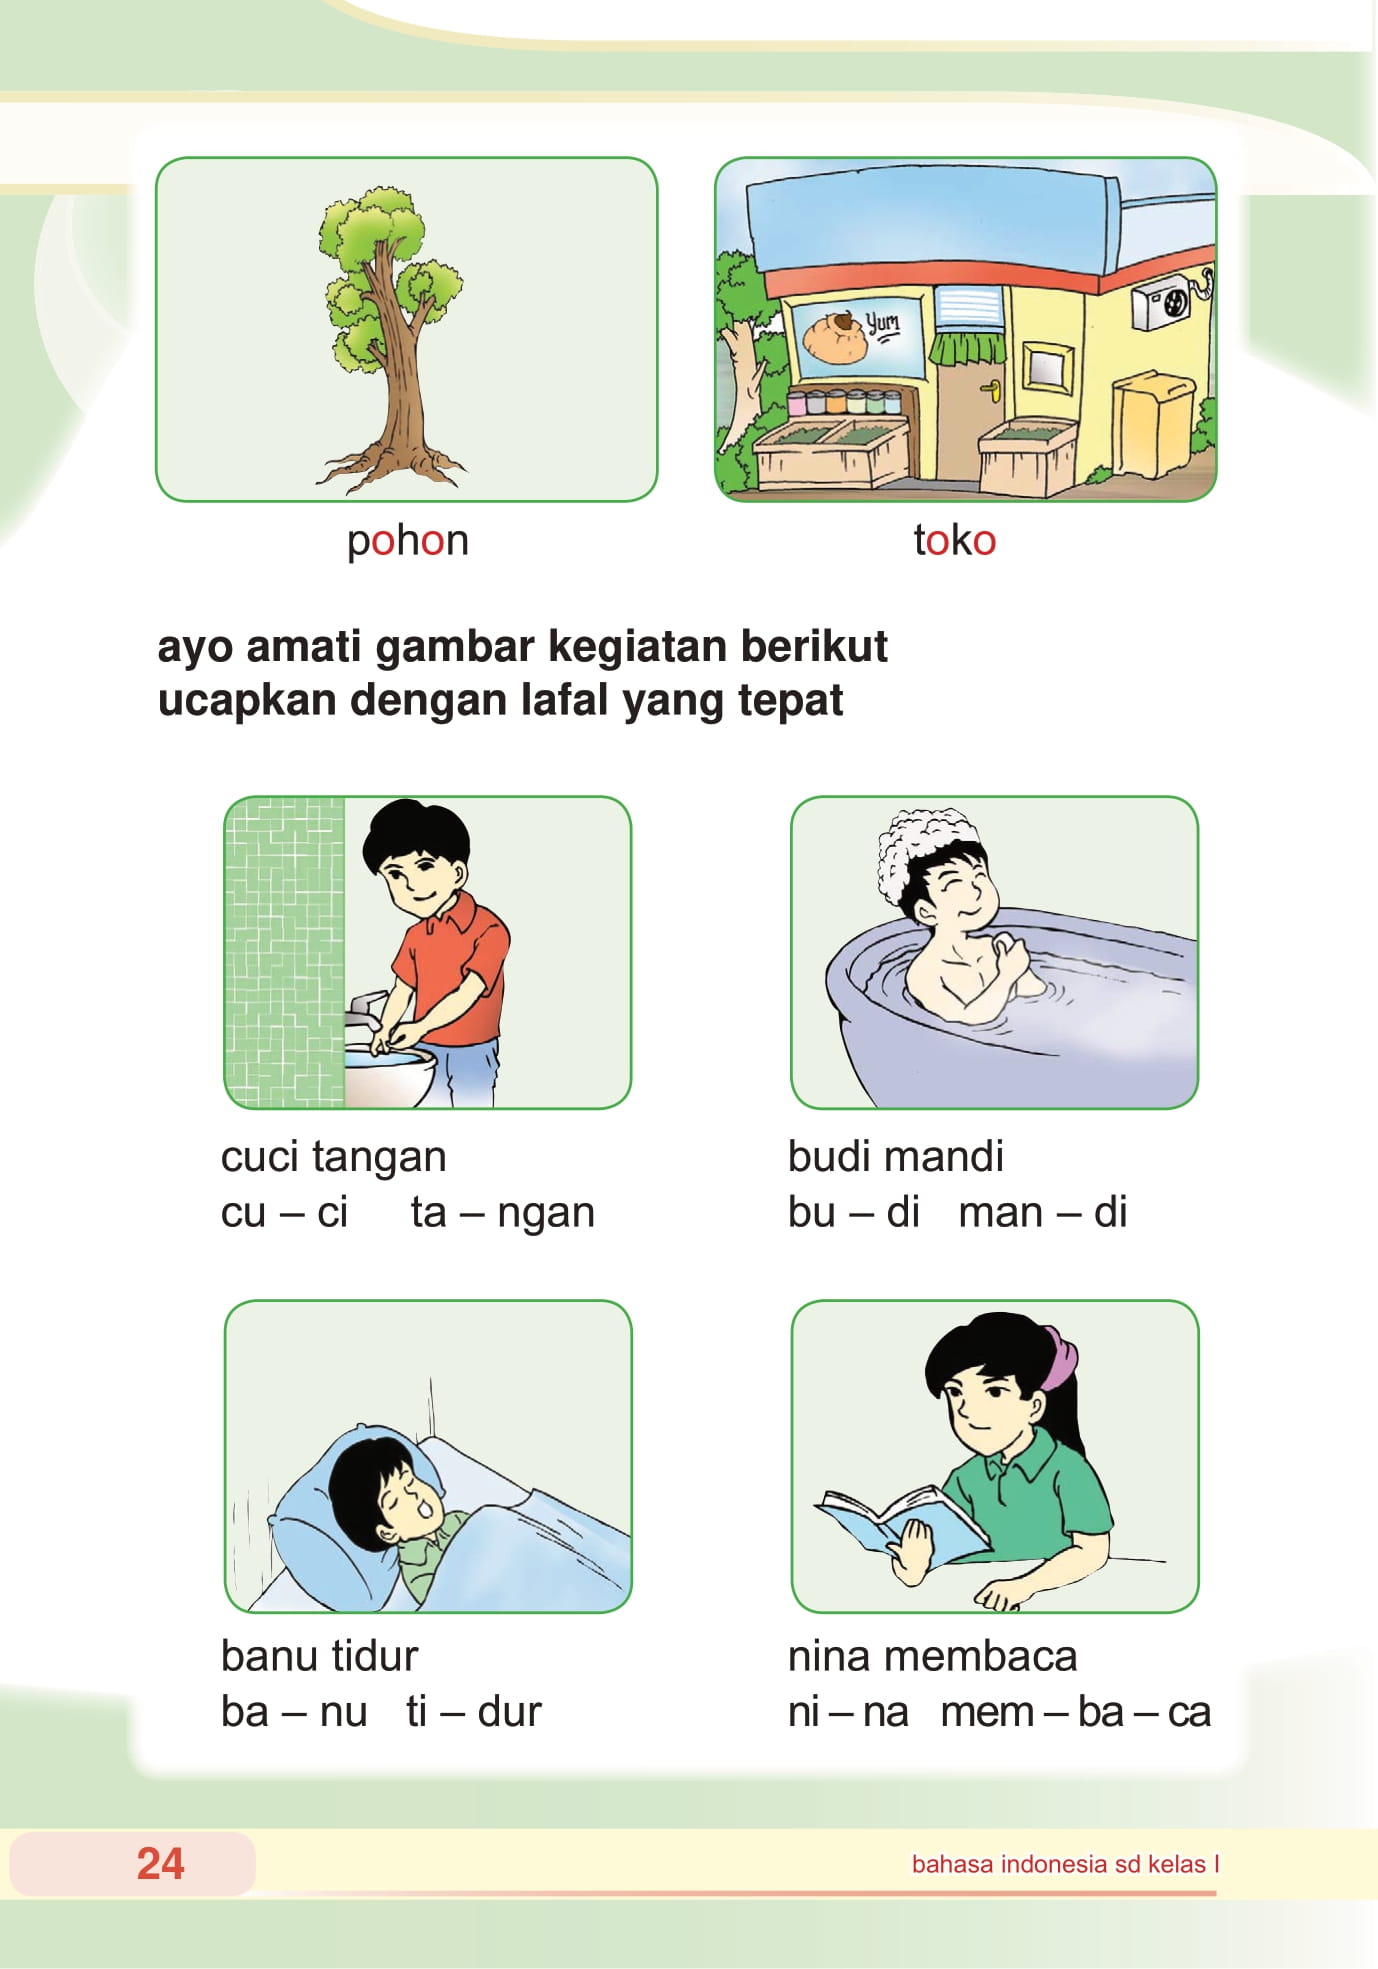 Yum
pohon
toko
ayo amati gambar kegiatan berikut
ucapkan dengan lafal yang tepat
cuci tangan
cu – ci ta – ngan
budi mandi
bu – di man – di
banu tidur
ba – nu ti – dur
nina membaca
ni – na mem – ba – ca
24
bahasa indonesia sd kelas I